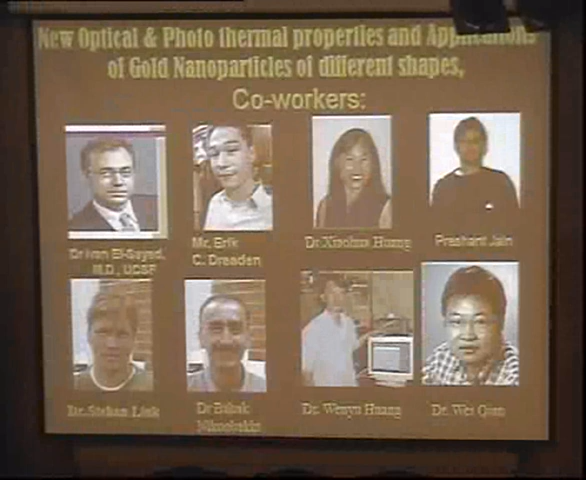 New Optical & Photo thermal properties and Applications
of Gold Nanoparticles of different shapes,
Co-workers:
Dr Ivan El-Sayed,
M.D., UCSF
Mr. Erik
C. Dreaden
Dr. Xiaohua Huang
Prashant Jain
Dr. Stephan Link
Dr Babak
Nikoobakht
Dr. Wenyu Huang
Dr. Wei Qian